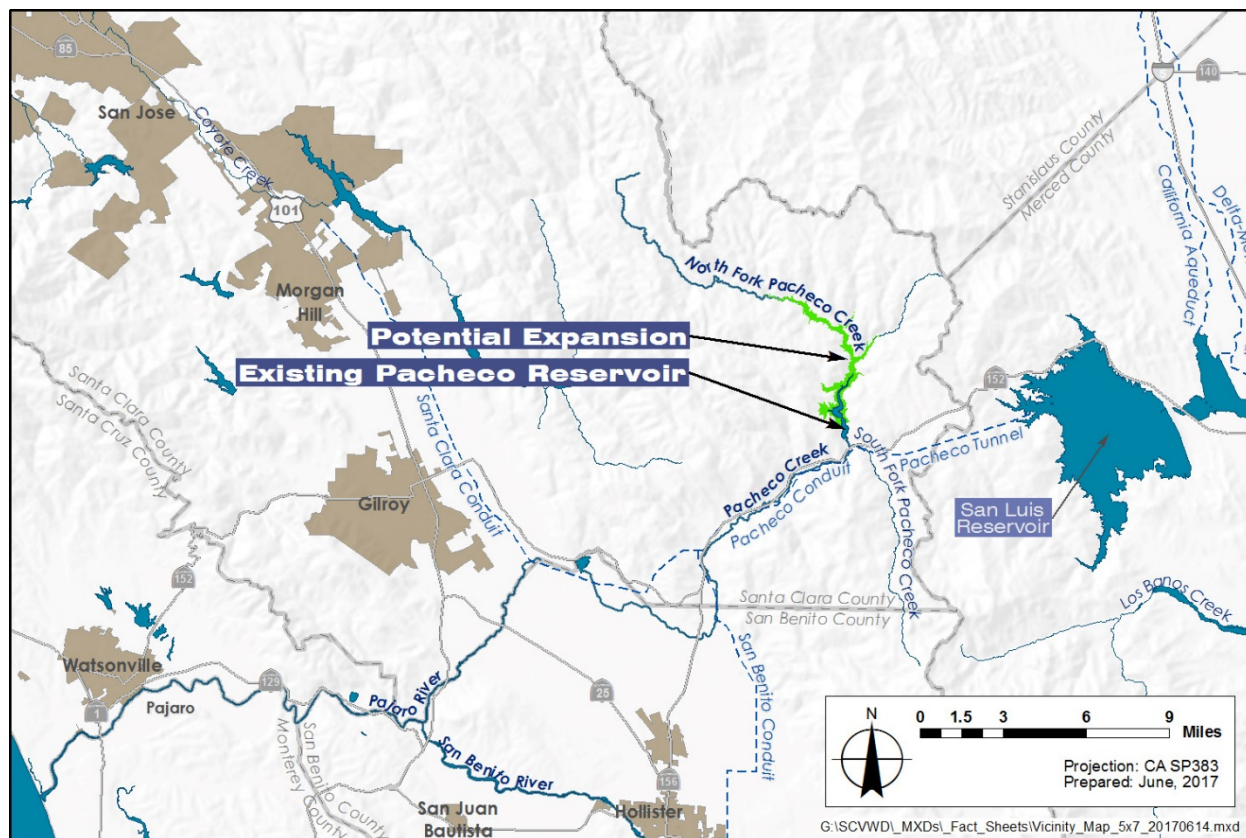 85
San Jose
Coyote Creek
101
Morgan
Hill
140
Stanislaus County
Merced County
California Aqueduct
Delta-M
North Fork Pacheco Creek
Potential Expansion
Existing Pacheco Reservoir
Santa Clara County
Santa Cruz County
Santa Clara Conduit
152
Pacheco Tunnel
South Fork Pacheco Creek
Pacheco Creek
Pacheco Conduit
San Luis
Reservoir
Gilroy
152
Santa Clara County
San Benito County
Los Banos Creek
Watsonville
129
1
Pajaro
Pajaro River
25
San Benito Conduit
San Benito County
Monterey County
San Benito River
156
San Juan
Bautista
Hollister
N
0 1.5 3 6 9
Miles
Projection: CA SP383
Prepared: June, 2017
G:\SCVWD\_MXDs\_Fact_Sheets\Vicinity_Map_5x7_20170614.mxd